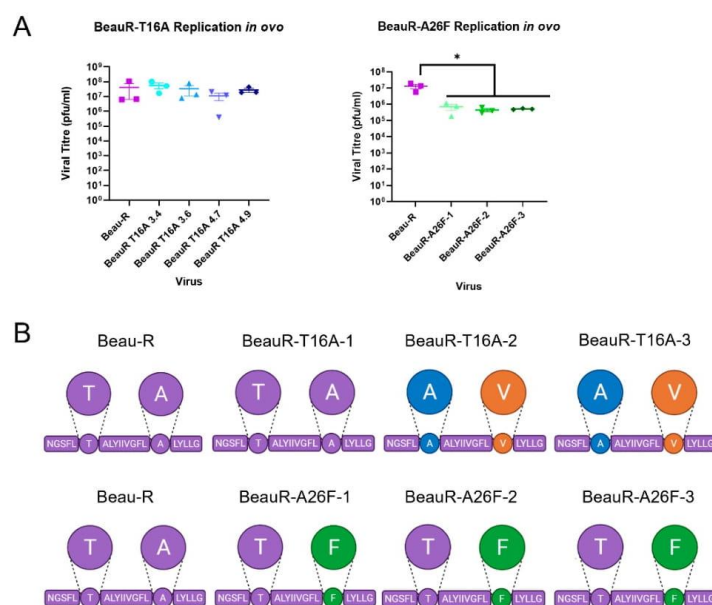 A
BeauR-T16A Replication in ovo
Viral Titre (pfu/ml)
10⁹
10⁸
10⁷
10⁶
10⁵
10⁴
10³
10²
10¹
10⁰
Beau-R
BeauR T16A 3.4
BeauR T16A 3.6
BeauR T16A 4.7
BeauR T16A 4.9
Virus
BeauR-A26F Replication in ovo
*
Viral Titre (pfu/ml)
10⁸
10⁷
10⁶
10⁵
10⁴
10³
10²
10¹
10⁰
Beau-R
BeauR-A26F-1
BeauR-A26F-2
BeauR-A26F-3
Virus
B
Beau-R
T A
NGSFL T ALYIIVGFL A LYLLG
BeauR-T16A-1
T A
NGSFL T ALYIIVGFL A LYLLG
BeauR-T16A-2
A V
NGSFL A ALYIIVGFL V LYLLG
BeauR-T16A-3
A V
NGSFL A ALYIIVGFL V LYLLG
Beau-R
T A
NGSFL T ALYIIVGFL A LYLLG
BeauR-A26F-1
T F
NGSFL T ALYIIVGFL F LYLLG
BeauR-A26F-2
T F
NGSFL T ALYIIVGFL F LYLLG
BeauR-A26F-3
T F
NGSFL T ALYIIVGFL F LYLLG